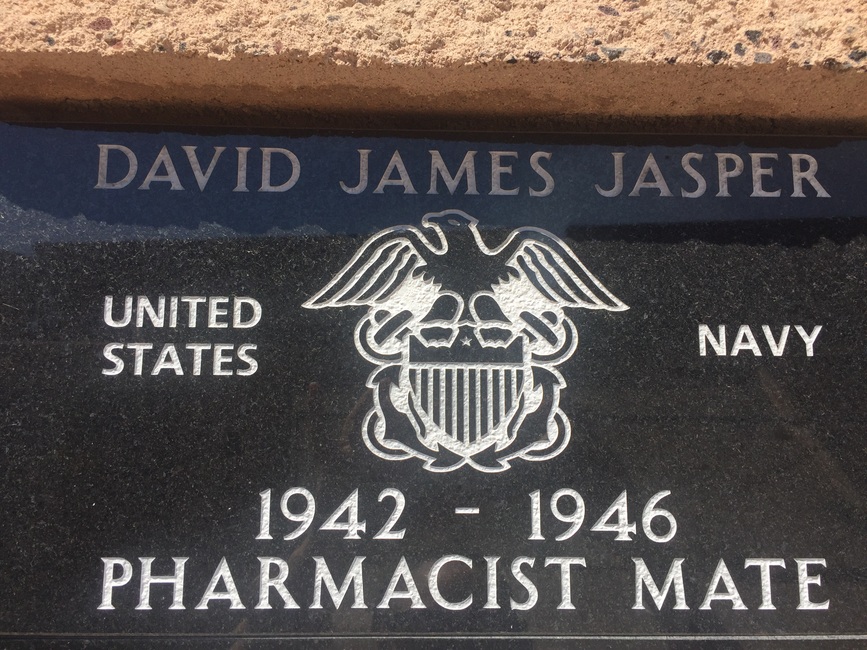 DAVID JAMES JASPER
UNITED
STATES
NAVY
1942 - 1946
PHARMACIST MATE